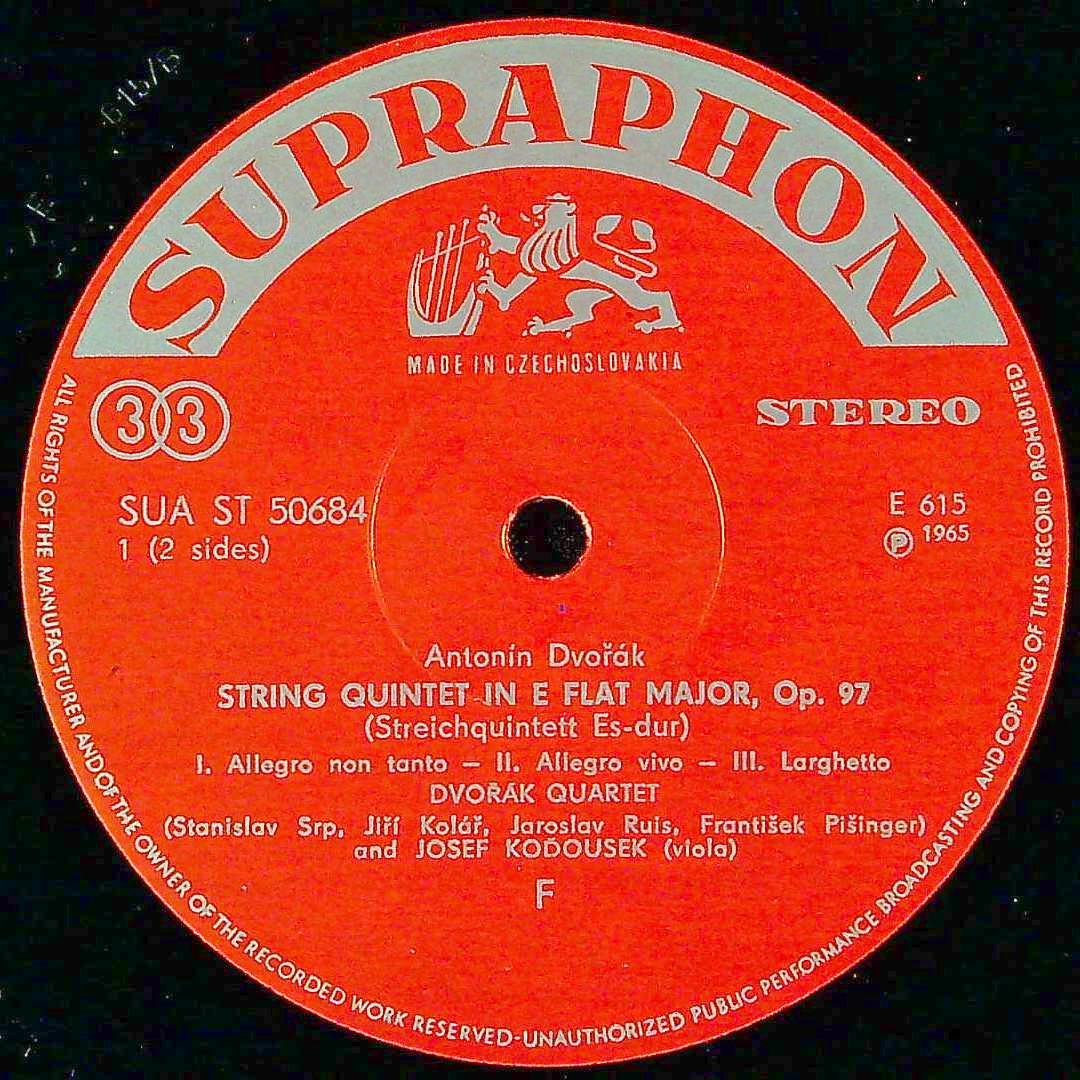 SUPRAPHON
MADE IN CZECHOSLOVAKIA
33
STEREO
SUA ST 50684
1 (2 sides)
E 615
Ⓟ 1965
Antonín Dvořák
STRING QUINTET IN E FLAT MAJOR, Op. 97
(Streichquintett Es-dur)
I. Allegro non tanto – II. Allegro vivo – III. Larghetto
DVOŘÁK QUARTET
(Stanislav Srp, Jiří Kolář, Jaroslav Ruis, František Pišinger)
and JOSEF KOĎOUSEK (viola)
F
ALL RIGHTS OF THE MANUFACTURER AND OF THE OWNER OF THE RECORDED WORK RESERVED-UNAUTHORIZED PUBLIC PERFORMANCE BROADCASTING AND COPYING OF THIS RECORD PROHIBITED